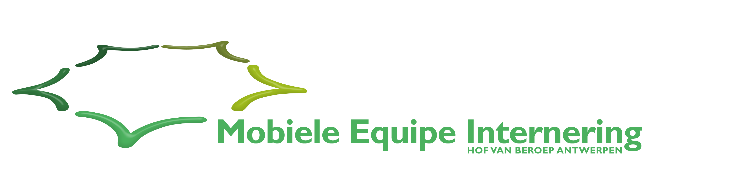 Mobiele Equipe Internering
HOF VAN BEROEP ANTWERPEN